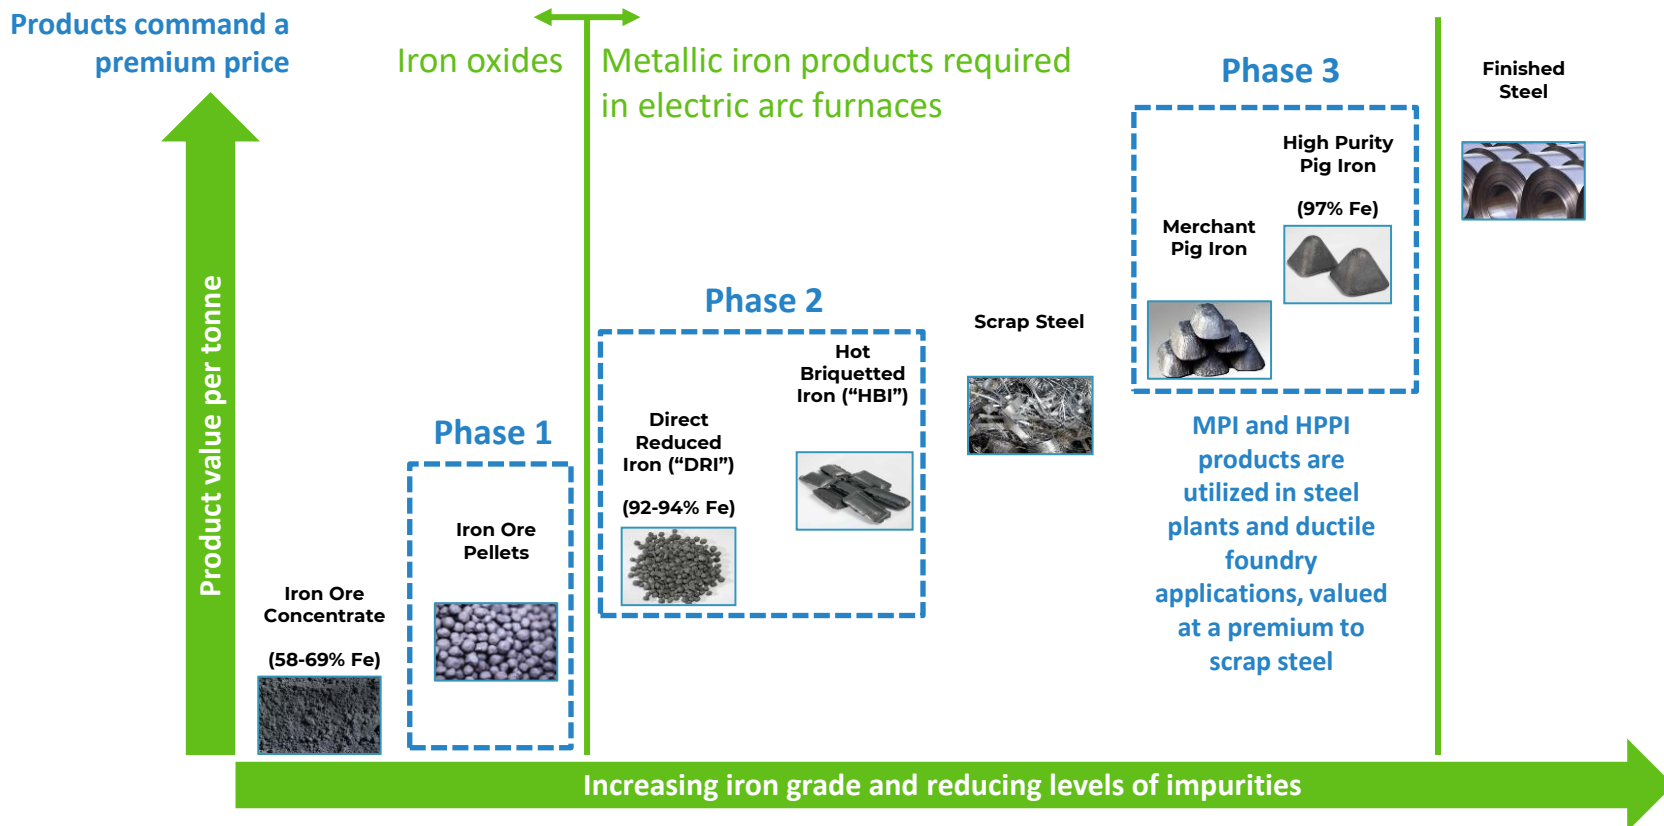 Products command a
premium price
Iron oxides
Metallic iron products required
in electric arc furnaces
Product value per tonne
Iron Ore
Concentrate
(58-69% Fe)
Phase 1
Iron Ore
Pellets
Phase 2
Direct
Reduced
Iron (“DRI”)
(92-94% Fe)
Hot
Briquetted
Iron (“HBI”)
Scrap Steel
Phase 3
Merchant
Pig Iron
High Purity
Pig Iron
(97% Fe)
MPI and HPPI
products are
utilized in steel
plants and ductile
foundry
applications, valued
at a premium to
scrap steel
Finished
Steel
Increasing iron grade and reducing levels of impurities